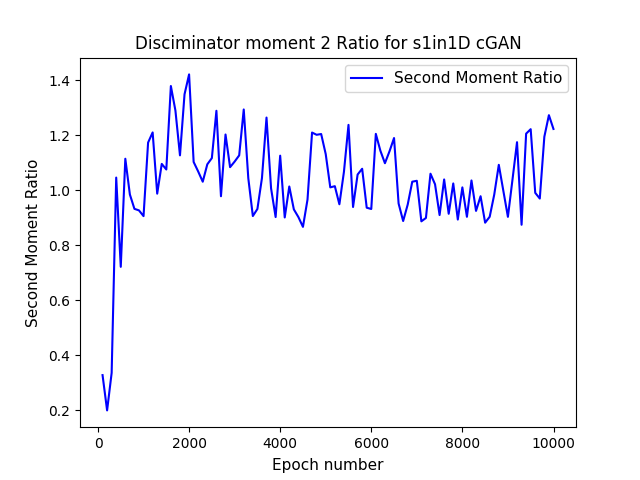 Disciminator moment 2 Ratio for s1in1D cGAN
Second Moment Ratio
Second Moment Ratio
1.4
1.2
1.0
0.8
0.6
0.4
0.2
0 2000 4000 6000 8000 10000
Epoch number